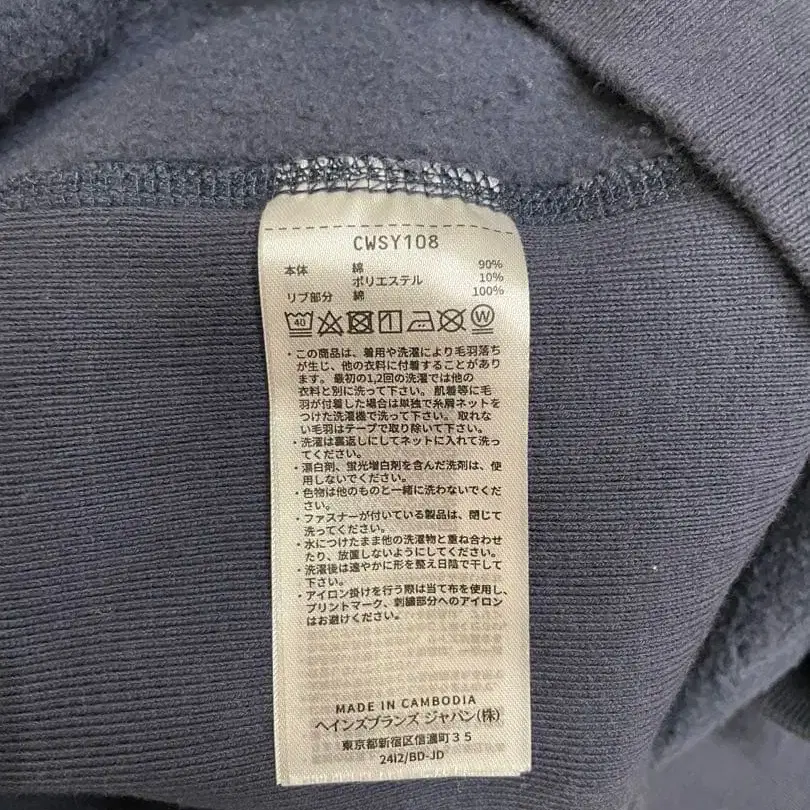 CWSY108
本体 綿 90%
ポリエステル 10%
リブ部分 綿 100%
40 W
・この商品は、着用や洗濯により毛羽落ち
が生じ、他の衣料に付着することがあり
ます。最初の1,2回の洗濯では他の
衣料と別に洗って下さい。肌着等に毛
羽が付着した場合は単独で糸屑ネットを
つけた洗濯機で洗って下さい。取れな
い毛羽はテープで取り除いて下さい。
・洗濯は裏返しにしてネットに入れて洗っ
てください。
・漂白剤、蛍光増白剤を含んだ洗剤は、使
用しないでください。
・色物は他のものと一緒に洗わないでくだ
さい。
・ファスナーが付いている製品は、閉じて
洗ってください。
・水につけたまま他の洗濯物と重ね合わせ
たり、放置しないようにしてください。
・洗濯後は速やかに形を整え日陰で干して
下さい。
・アイロン掛けを行う際は当て布を使用し、
プリントマーク、刺繍部分へのアイロン
はお避けください。
MADE IN CAMBODIA
ヘインズブランズ ジャパン(株)
東京都新宿区信濃町35
2412/BD-JD